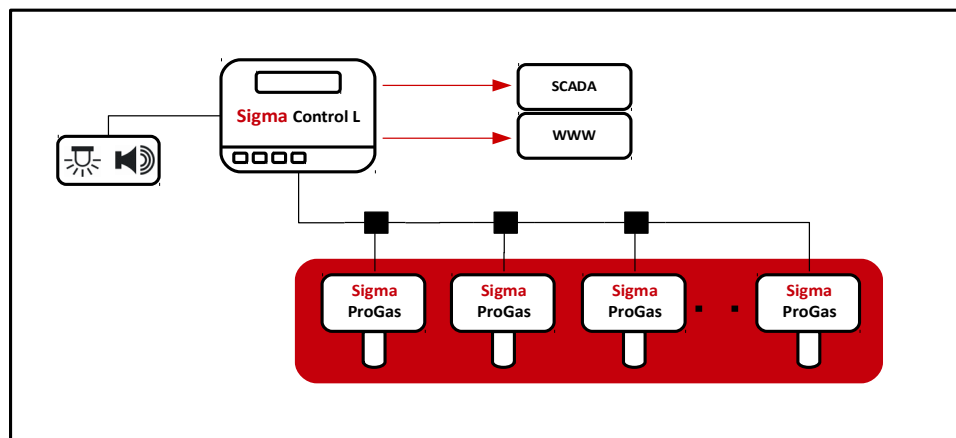 SCADA
Sigma Control L
WWW
Sigma
ProGas
Sigma
ProGas
Sigma
ProGas
Sigma
ProGas